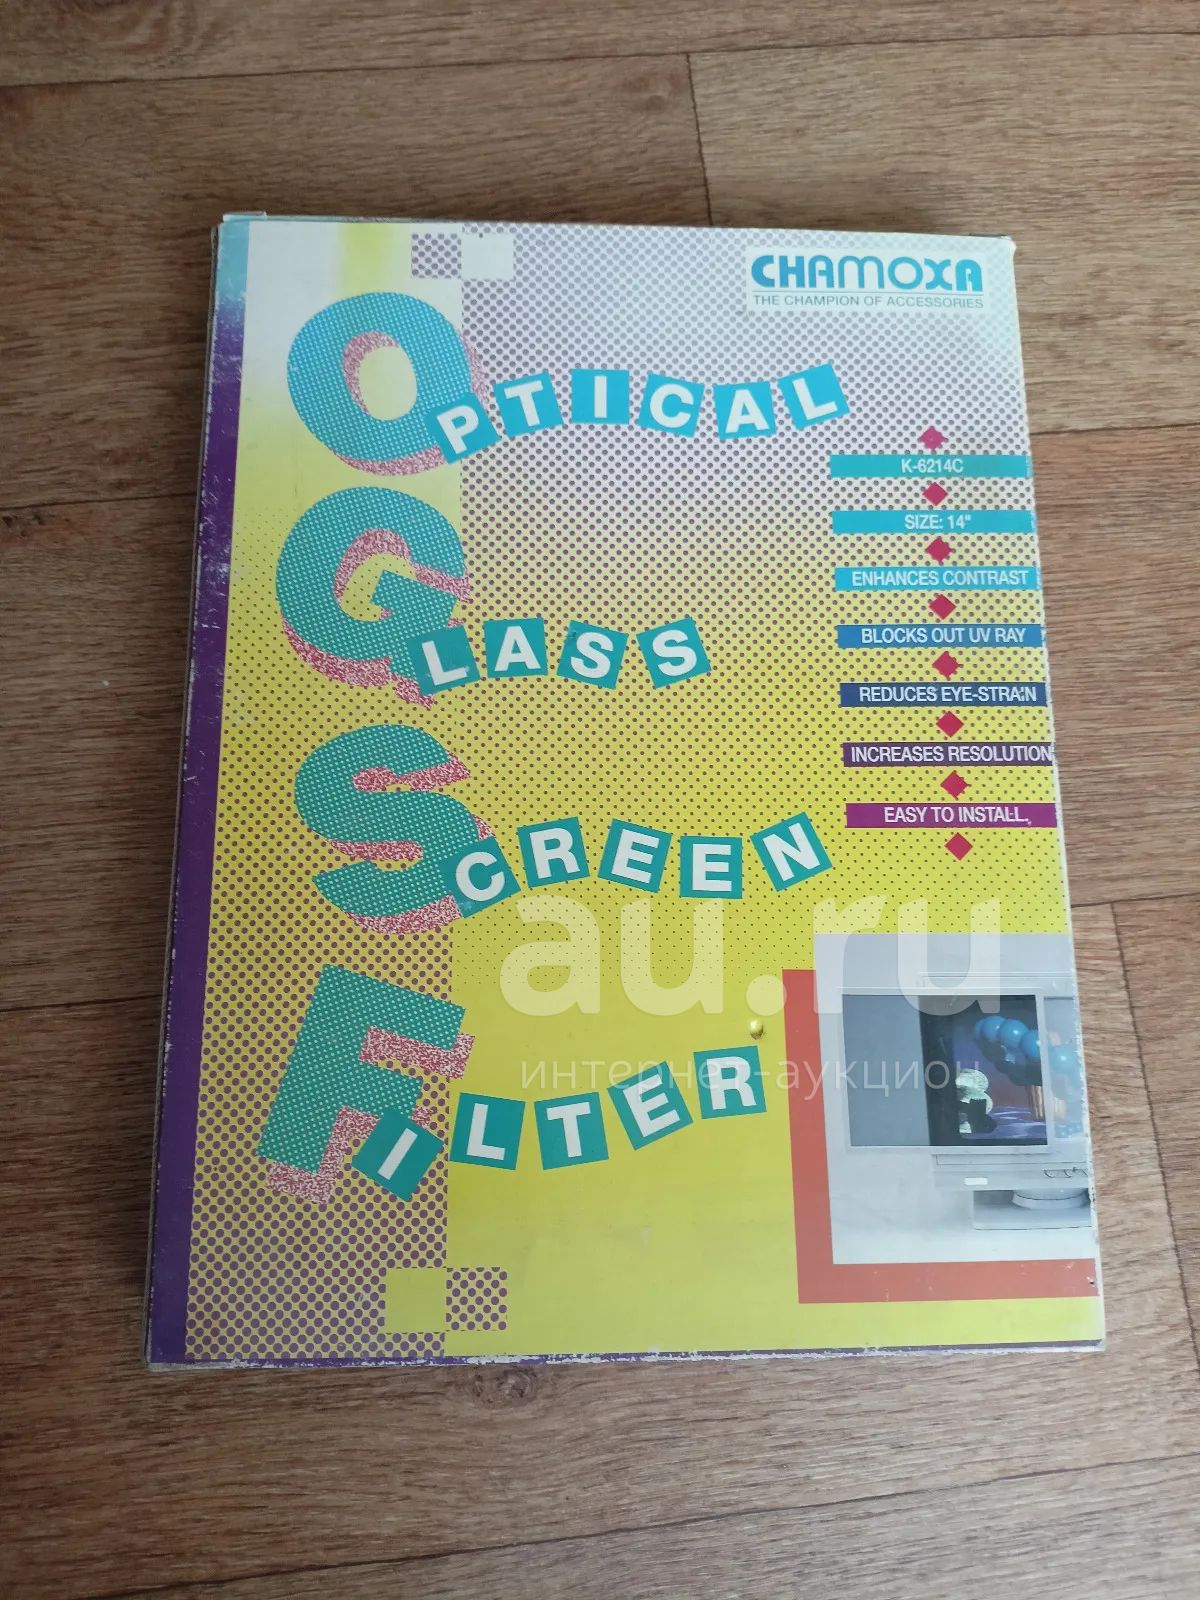 CHAMOXA
THE CHAMPION OF ACCESSORIES
OPTICAL
GLASS
SCREEN
FILTER
K-6214C
SIZE: 14"
ENHANCES CONTRAST
BLOCKS OUT UV RAY
REDUCES EYE-STRAIN
INCREASES RESOLUTION
EASY TO INSTALL
au.ru
интернет-аукцион